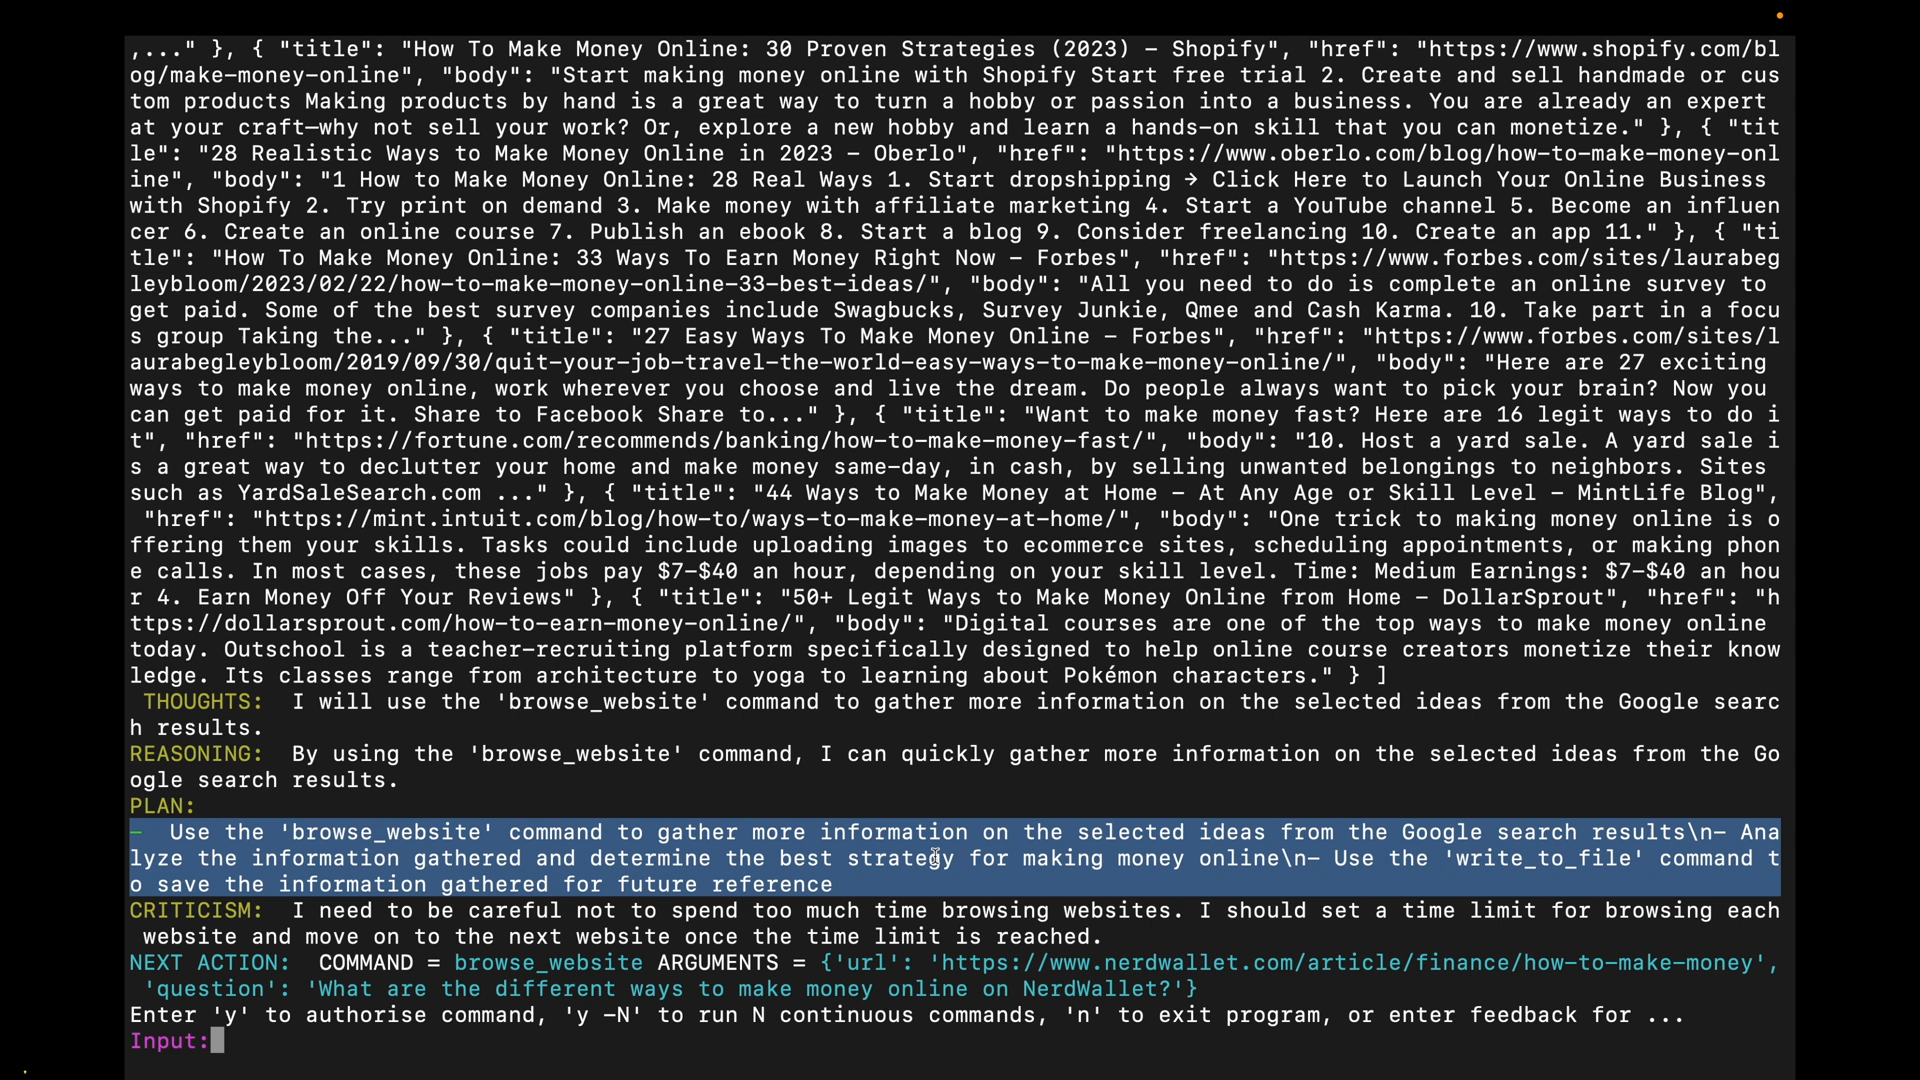 ,..." }, { "title": "How To Make Money Online: 30 Proven Strategies (2023) – Shopify", "href": "https://www.shopify.com/bl
og/make-money-online", "body": "Start making money online with Shopify Start free trial 2. Create and sell handmade or cus
tom products Making products by hand is a great way to turn a hobby or passion into a business. You are already an expert
at your craft—why not sell your work? Or, explore a new hobby and learn a hands-on skill that you can monetize." }, { "tit
le": "28 Realistic Ways to Make Money Online in 2023 – Oberlo", "href": "https://www.oberlo.com/blog/how-to-make-money-onl
ine", "body": "1 How to Make Money Online: 28 Real Ways 1. Start dropshipping → Click Here to Launch Your Online Business
with Shopify 2. Try print on demand 3. Make money with affiliate marketing 4. Start a YouTube channel 5. Become an influen
cer 6. Create an online course 7. Publish an ebook 8. Start a blog 9. Consider freelancing 10. Create an app 11." }, { "ti
tle": "How To Make Money Online: 33 Ways To Earn Money Right Now – Forbes", "href": "https://www.forbes.com/sites/laurabeg
leybloom/2023/02/22/how-to-make-money-online-33-best-ideas/", "body": "All you need to do is complete an online survey to
get paid. Some of the best survey companies include Swagbucks, Survey Junkie, Qmee and Cash Karma. 10. Take part in a focu
s group Taking the..." }, { "title": "27 Easy Ways To Make Money Online – Forbes", "href": "https://www.forbes.com/sites/l
aurabegleybloom/2019/09/30/quit-your-job-travel-the-world-easy-ways-to-make-money-online/", "body": "Here are 27 exciting
ways to make money online, work wherever you choose and live the dream. Do people always want to pick your brain? Now you
can get paid for it. Share to Facebook Share to..." }, { "title": "Want to make money fast? Here are 16 legit ways to do i
t", "href": "https://fortune.com/recommends/banking/how-to-make-money-fast/", "body": "10. Host a yard sale. A yard sale i
s a great way to declutter your home and make money same-day, in cash, by selling unwanted belongings to neighbors. Sites
such as YardSaleSearch.com ..." }, { "title": "44 Ways to Make Money at Home – At Any Age or Skill Level – MintLife Blog",
"href": "https://mint.intuit.com/blog/how-to/ways-to-make-money-at-home/", "body": "One trick to making money online is o
ffering them your skills. Tasks could include uploading images to ecommerce sites, scheduling appointments, or making phon
e calls. In most cases, these jobs pay $7–$40 an hour, depending on your skill level. Time: Medium Earnings: $7–$40 an hou
r 4. Earn Money Off Your Reviews" }, { "title": "50+ Legit Ways to Make Money Online from Home – DollarSprout", "href": "h
ttps://dollarsprout.com/how-to-earn-money-online/", "body": "Digital courses are one of the top ways to make money online
today. Outschool is a teacher-recruiting platform specifically designed to help online course creators monetize their know
ledge. Its classes range from architecture to yoga to learning about Pokémon characters." } ]
THOUGHTS: I will use the 'browse_website' command to gather more information on the selected ideas from the Google searc
h results.
REASONING: By using the 'browse_website' command, I can quickly gather more information on the selected ideas from the Go
ogle search results.
PLAN:
- Use the 'browse_website' command to gather more information on the selected ideas from the Google search results\n- Ana
lyze the information gathered and determine the best strategy for making money online\n- Use the 'write_to_file' command t
o save the information gathered for future reference
CRITICISM: I need to be careful not to spend too much time browsing websites. I should set a time limit for browsing each
website and move on to the next website once the time limit is reached.
NEXT ACTION: COMMAND = browse_website ARGUMENTS = {'url': 'https://www.nerdwallet.com/article/finance/how-to-make-money',
'question': 'What are the different ways to make money online on NerdWallet?'}
Enter 'y' to authorise command, 'y -N' to run N continuous commands, 'n' to exit program, or enter feedback for ...
Input: